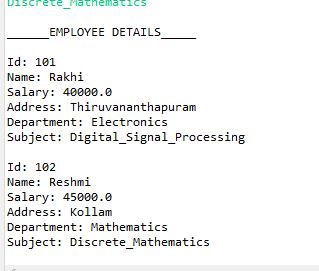 Discrete_Mathematics
______EMPLOYEE DETAILS_____
Id: 101
Name: Rakhi
Salary: 40000.0
Address: Thiruvananthapuram
Department: Electronics
Subject: Digital_Signal_Processing
Id: 102
Name: Reshmi
Salary: 45000.0
Address: Kollam
Department: Mathematics
Subject: Discrete_Mathematics